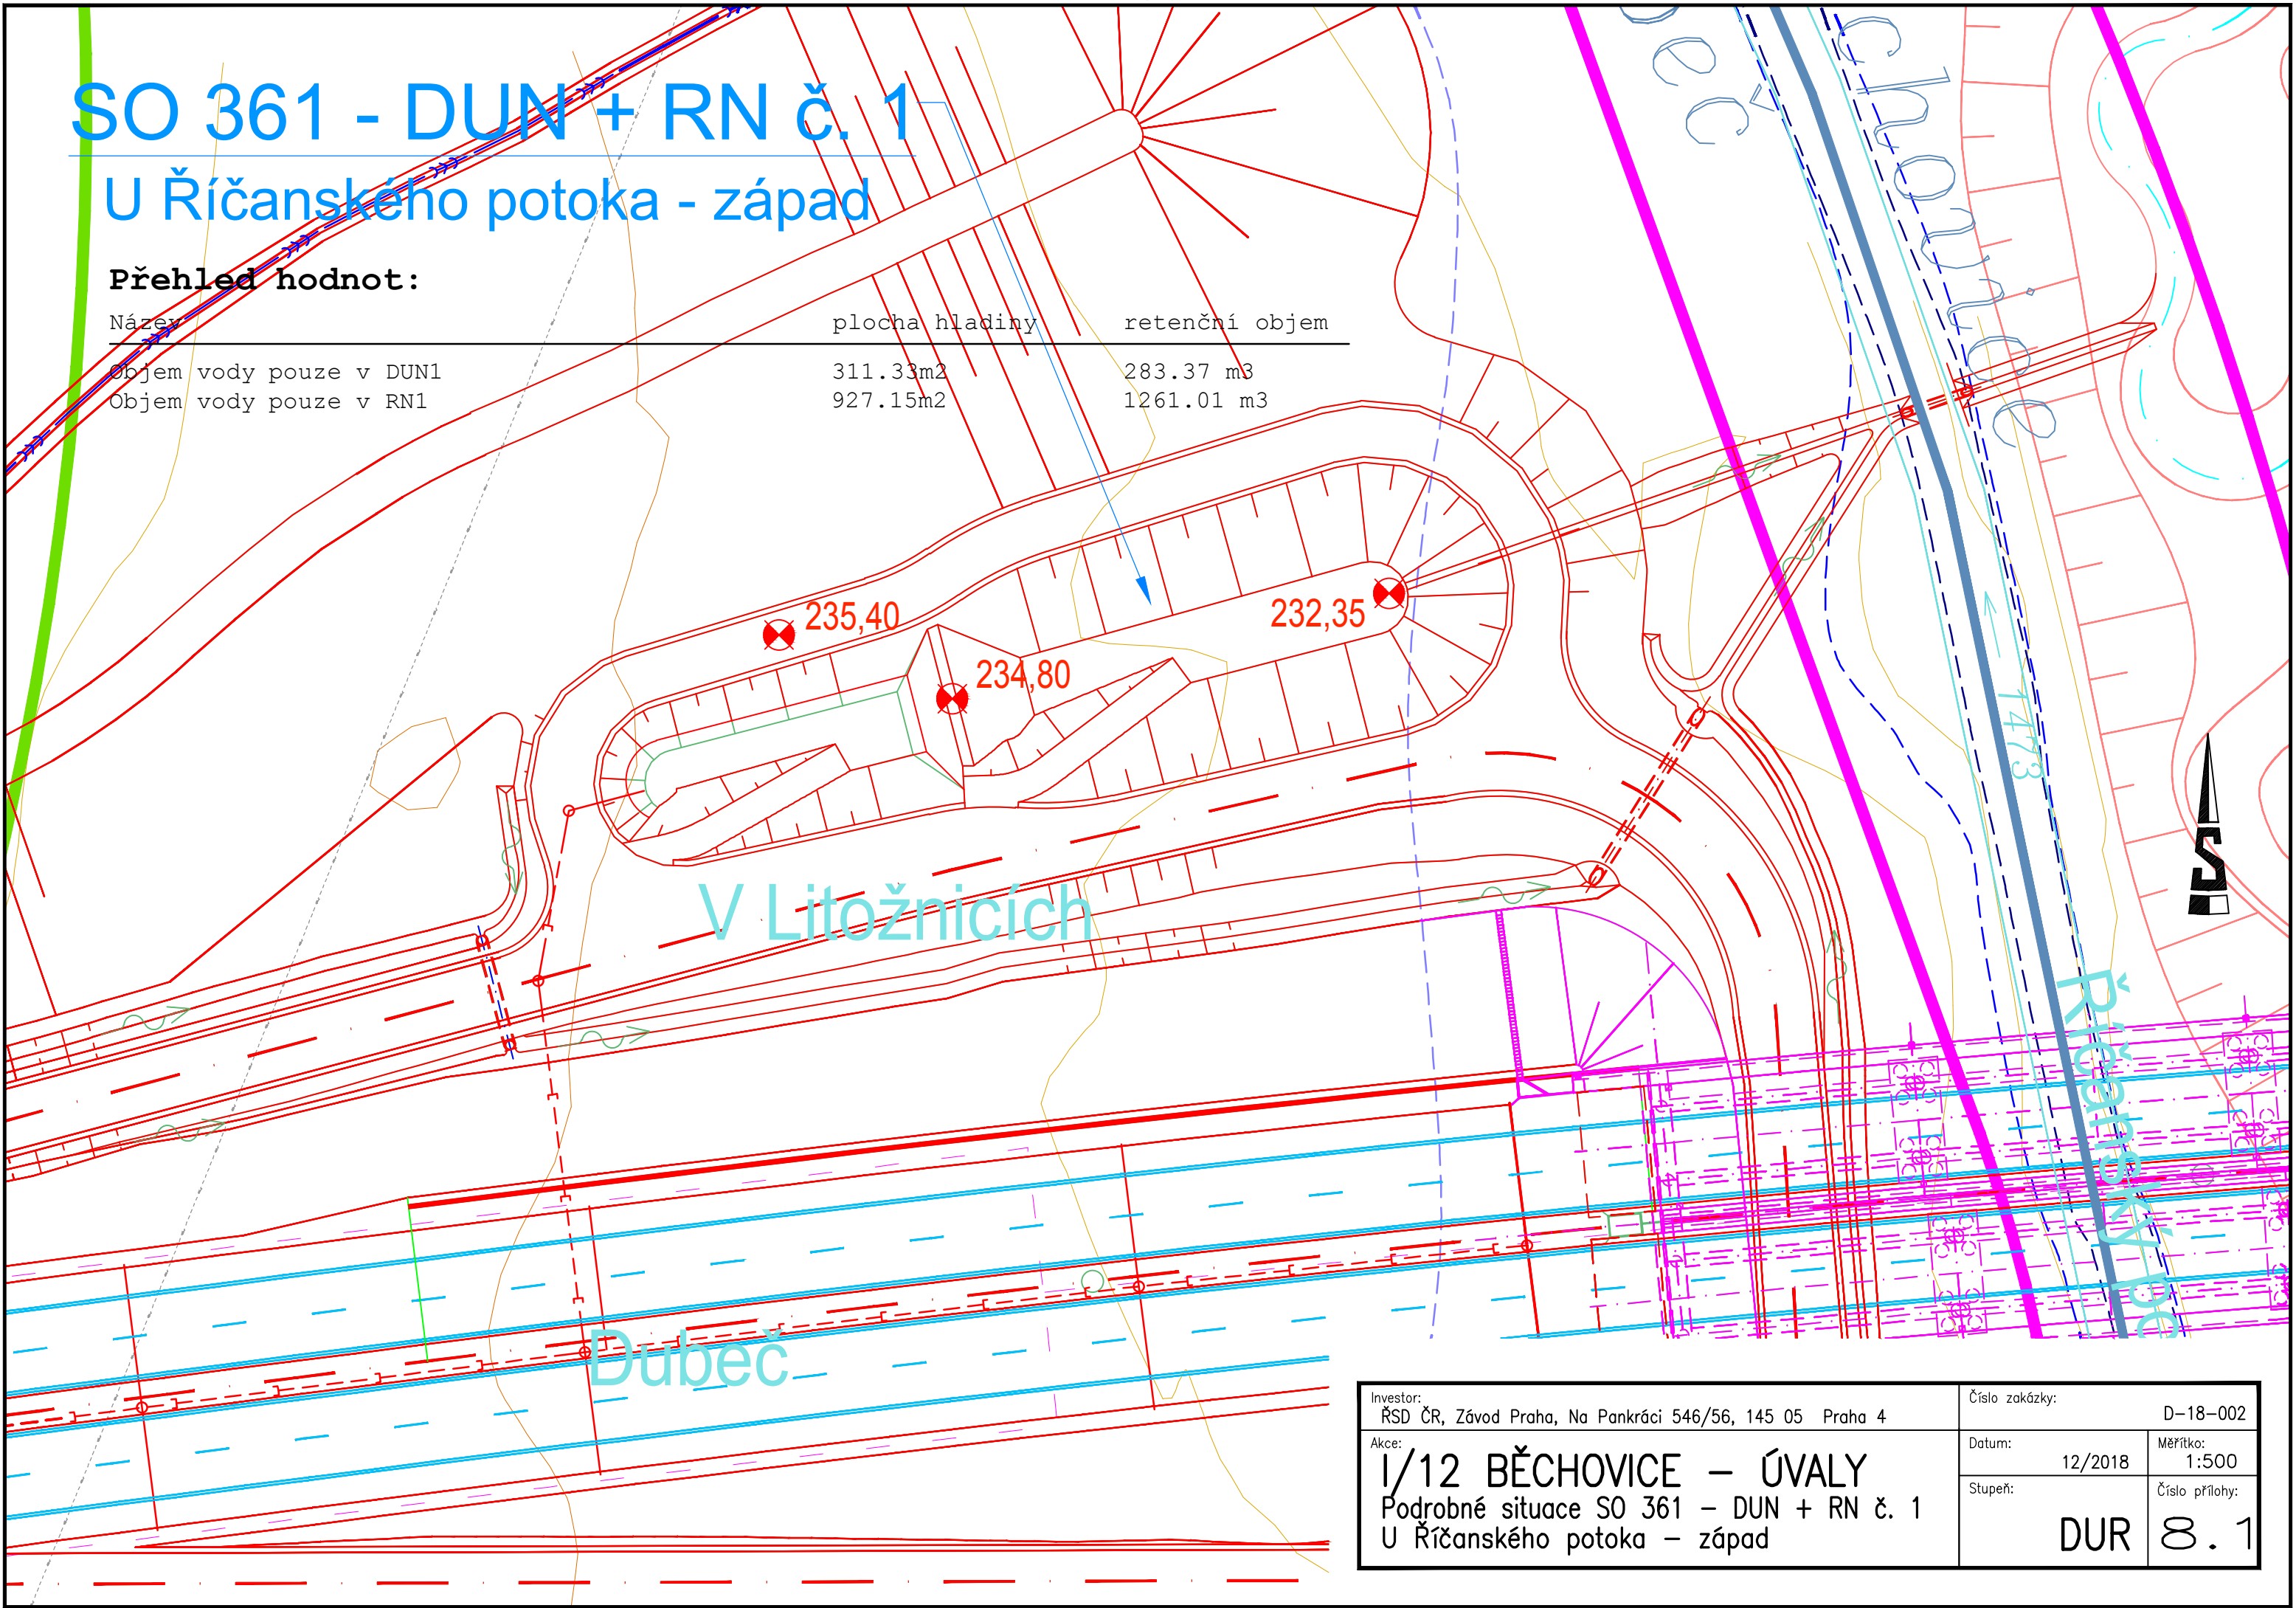 SO 361 - DUN + RN č. 1
U Říčanského potoka - západ
Přehled hodnot:
Název plocha hladiny retenční objem
Objem vody pouze v DUN1 311.33m2 283.37 m3
Objem vody pouze v RN1 927.15m2 1261.01 m3
eč
chonice
235,40
232,35
234,80
1473
S
V Litožnicích
Říčanský po
Dubeč
Investor:
ŘSD ČR, Závod Praha, Na Pankráci 546/56, 145 05 Praha 4
Číslo zakázky:
D-18-002
Akce:
I/12 BĚCHOVICE – ÚVALY
Podrobné situace SO 361 – DUN + RN č. 1
U Říčanského potoka – západ
Datum:
12/2018
Měřítko:
1:500
Stupeň:
DUR
Číslo přílohy:
8.1